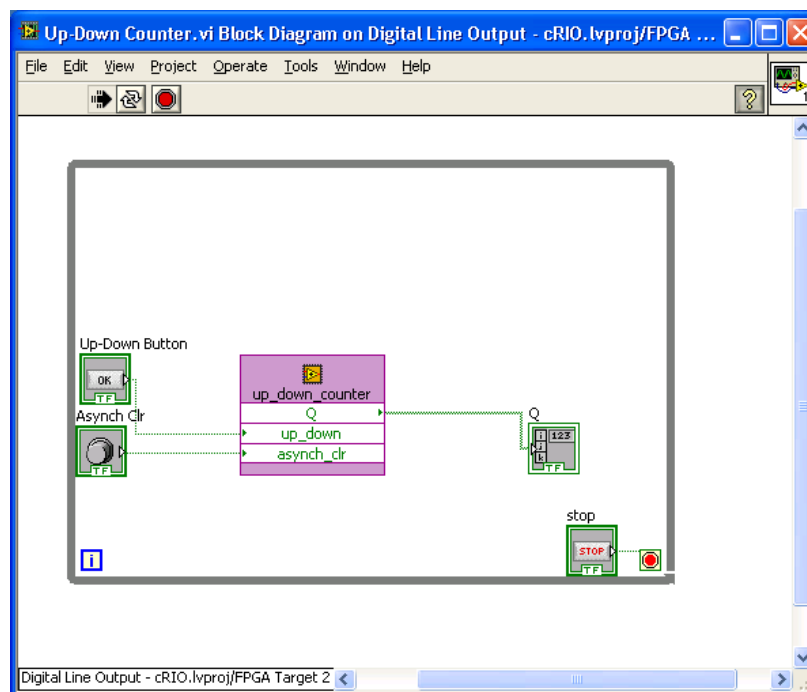 Up-Down Counter.vi Block Diagram on Digital Line Output - cRIO.lvproj/FPGA ...
File Edit View Project Operate Tools Window Help
?
1
Up-Down Button
OK
TF
Asynch Clr
TF
up_down_counter
Q
up_down
asynch_clr
Q
i 123
j
k
TF
stop
STOP
TF
i
Digital Line Output - cRIO.lvproj/FPGA Target 2